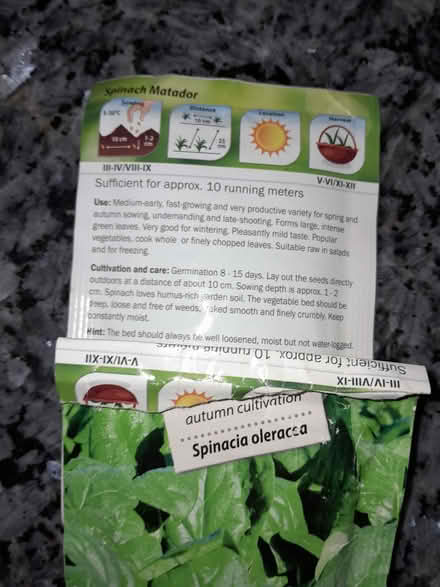 Spinach Matador
Sowing
Distance
Location
Harvest
10 cm
10 cm
1-2
cm
25
cm
III-IV/VIII-IX
V-VI/XI-XII
Sufficient for approx. 10 running meters
Use: Medium-early, fast-growing and very productive variety for spring and
autumn sowing, undemanding and late-shooting. Forms large, intense
green leaves. Very good for wintering. Pleasantly mild taste. Popular
vegetables, cook whole or finely chopped leaves. Suitable raw in salads
and for freezing.
Cultivation and care: Germination 8 - 15 days. Lay out the seeds directly
outdoors at a distance of about 10 cm. Sowing depth is approx. 1 - 2
cm. Spinach loves humus-rich garden soil. The vegetable bed should be
deep, loose and free of weeds, raked smooth and finely crumbly. Keep
constantly moist.
Hint: The bed should always be well loosened, moist but not water-logged.
Sufficient for approx. 10 running meters
III-IV/VIII-IX
V-VI/XI-XII
autumn cultivation
Spinacia oleracea